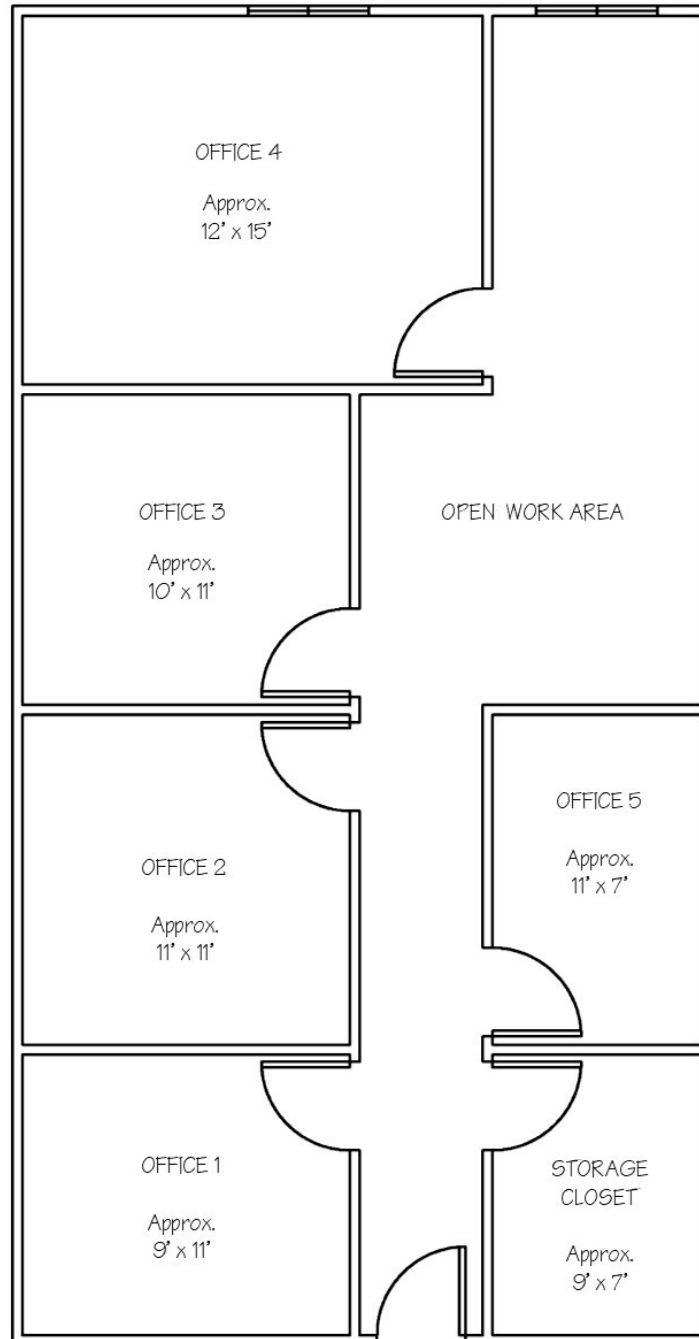 OFFICE 4
Approx.
12' x 15'
OFFICE 3
Approx.
10' x 11'
OPEN WORK AREA
OFFICE 2
Approx.
11' x 11'
OFFICE 5
Approx.
11' x 7'
OFFICE 1
Approx.
9' x 11'
STORAGE
CLOSET
Approx.
9' x 7'